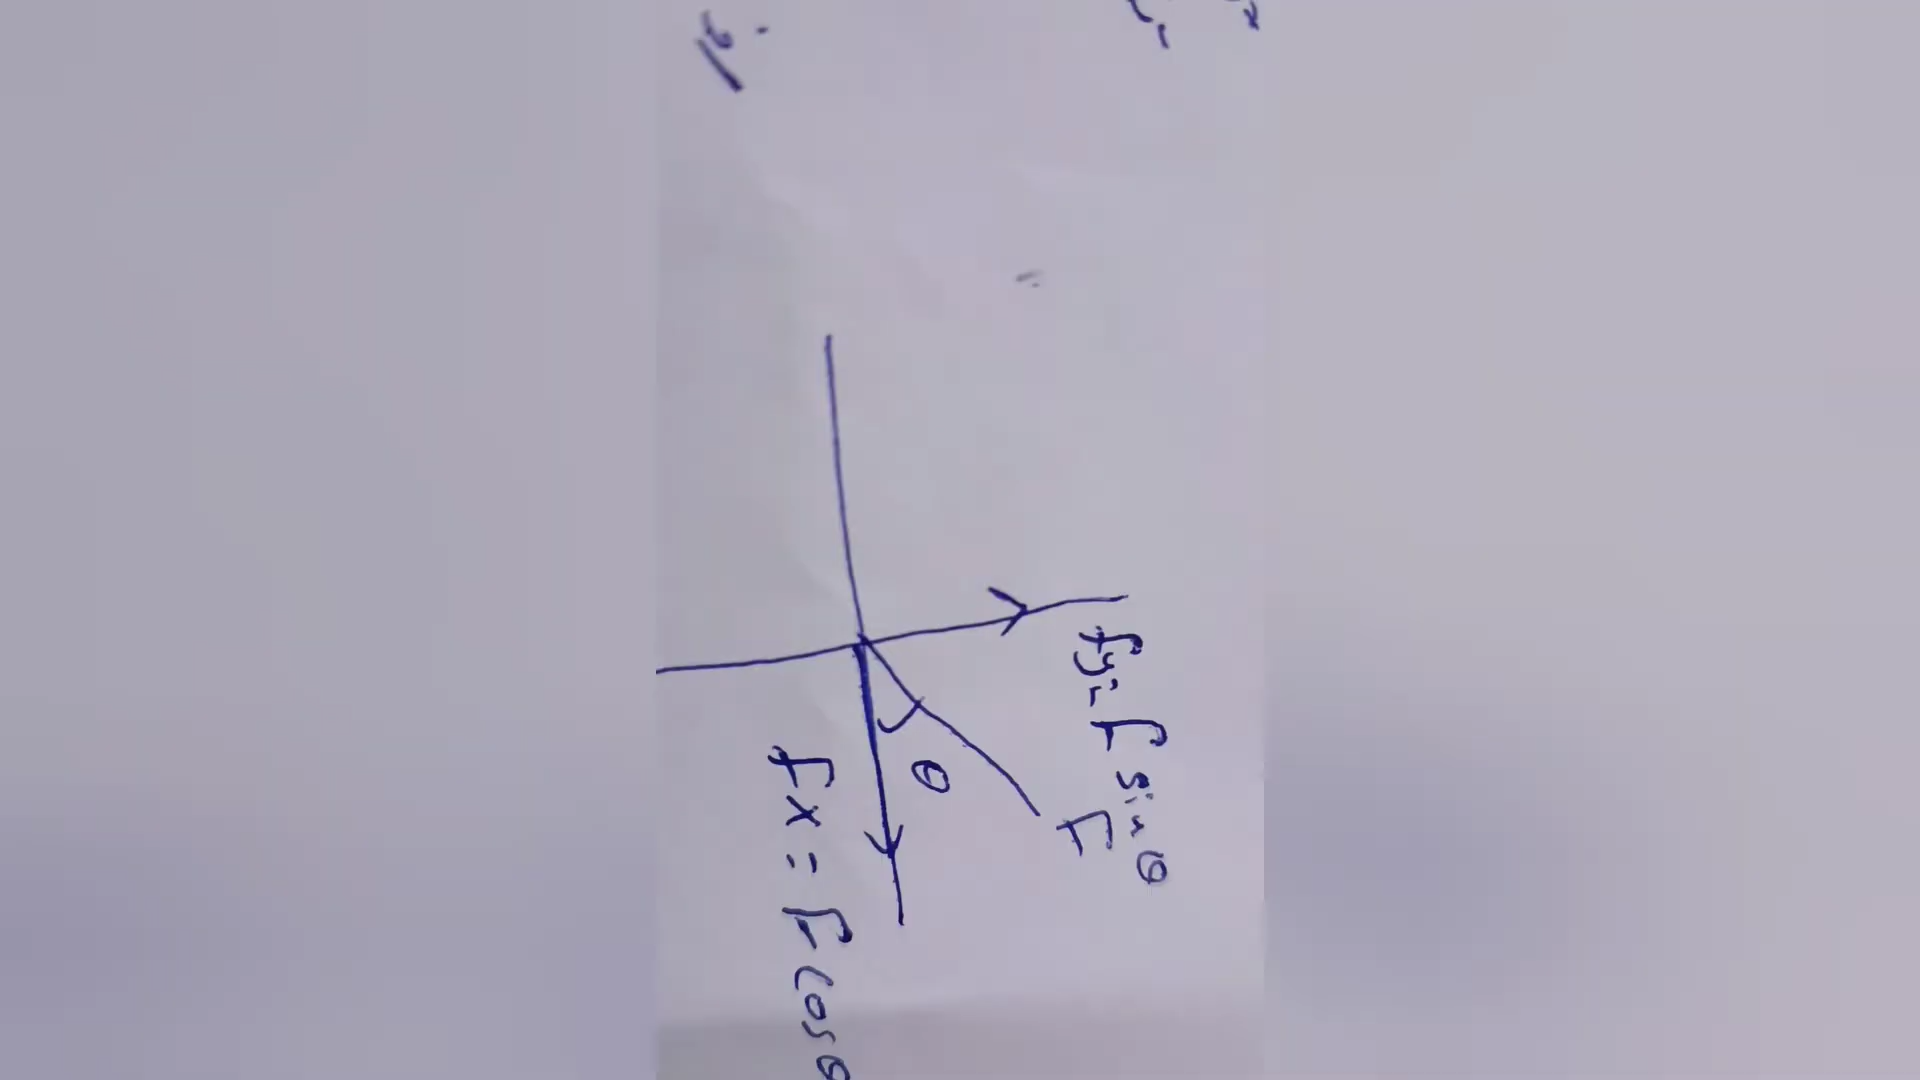 fy = F sinθ
F
θ
Fx = F cosθ